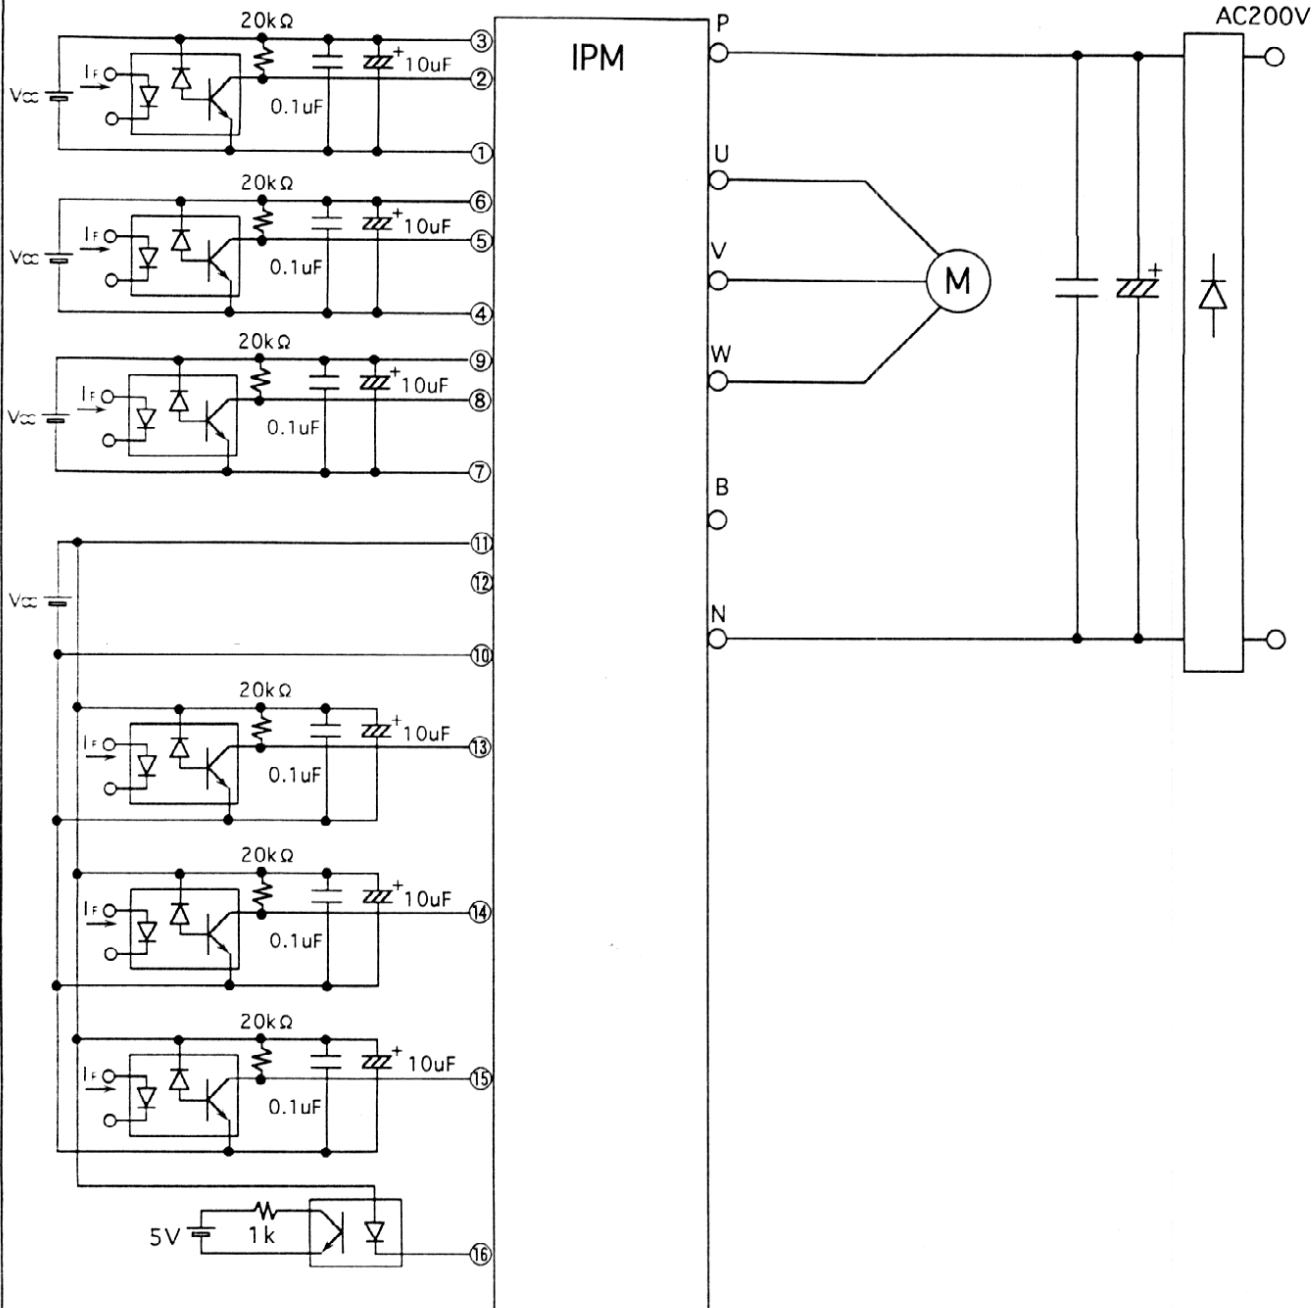 AC200V
IPM
P
20kΩ
③
10uF
+
IF
②
Vcc
0.1uF
①
U
20kΩ
⑥
+
10uF
IF
⑤
Vcc
0.1uF
④
V
M
20kΩ
⑨
+
10uF
IF
⑧
Vcc
0.1uF
⑦
W
+
B
⑪
⑫
Vcc
N
⑩
20kΩ
+
10uF
IF
⑬
0.1uF
20kΩ
+
10uF
IF
⑭
0.1uF
20kΩ
+
10uF
IF
⑮
0.1uF
5V
1k
⑯